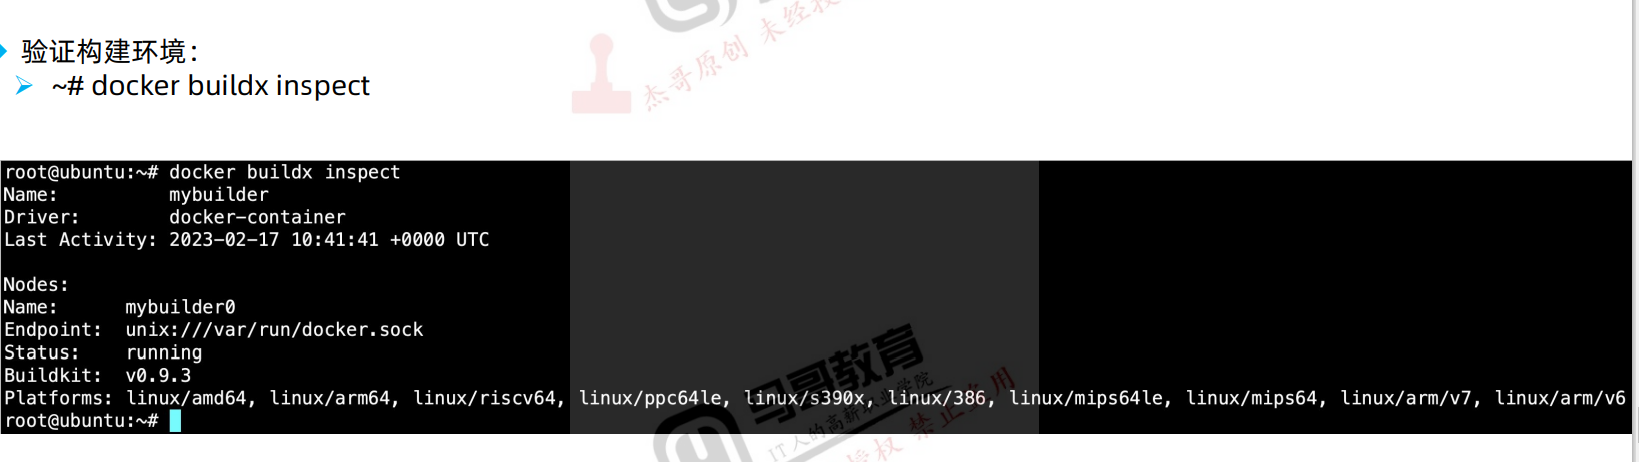 杰哥原创 未经授权
验证构建环境：
~# docker buildx inspect
root@ubuntu:~# docker buildx inspect
Name:          mybuilder
Driver:        docker-container
Last Activity: 2023-02-17 10:41:41 +0000 UTC
Nodes:
Name:      mybuilder0
Endpoint:  unix:///var/run/docker.sock
Status:    running
Buildkit:  v0.9.3
Platforms: linux/amd64, linux/arm64, linux/riscv64, linux/ppc64le, linux/s390x, linux/386, linux/mips64le, linux/mips64, linux/arm/v7, linux/arm/v6
root@ubuntu:~#
马哥教育
IT人的高薪职业学院
授权 禁止商用